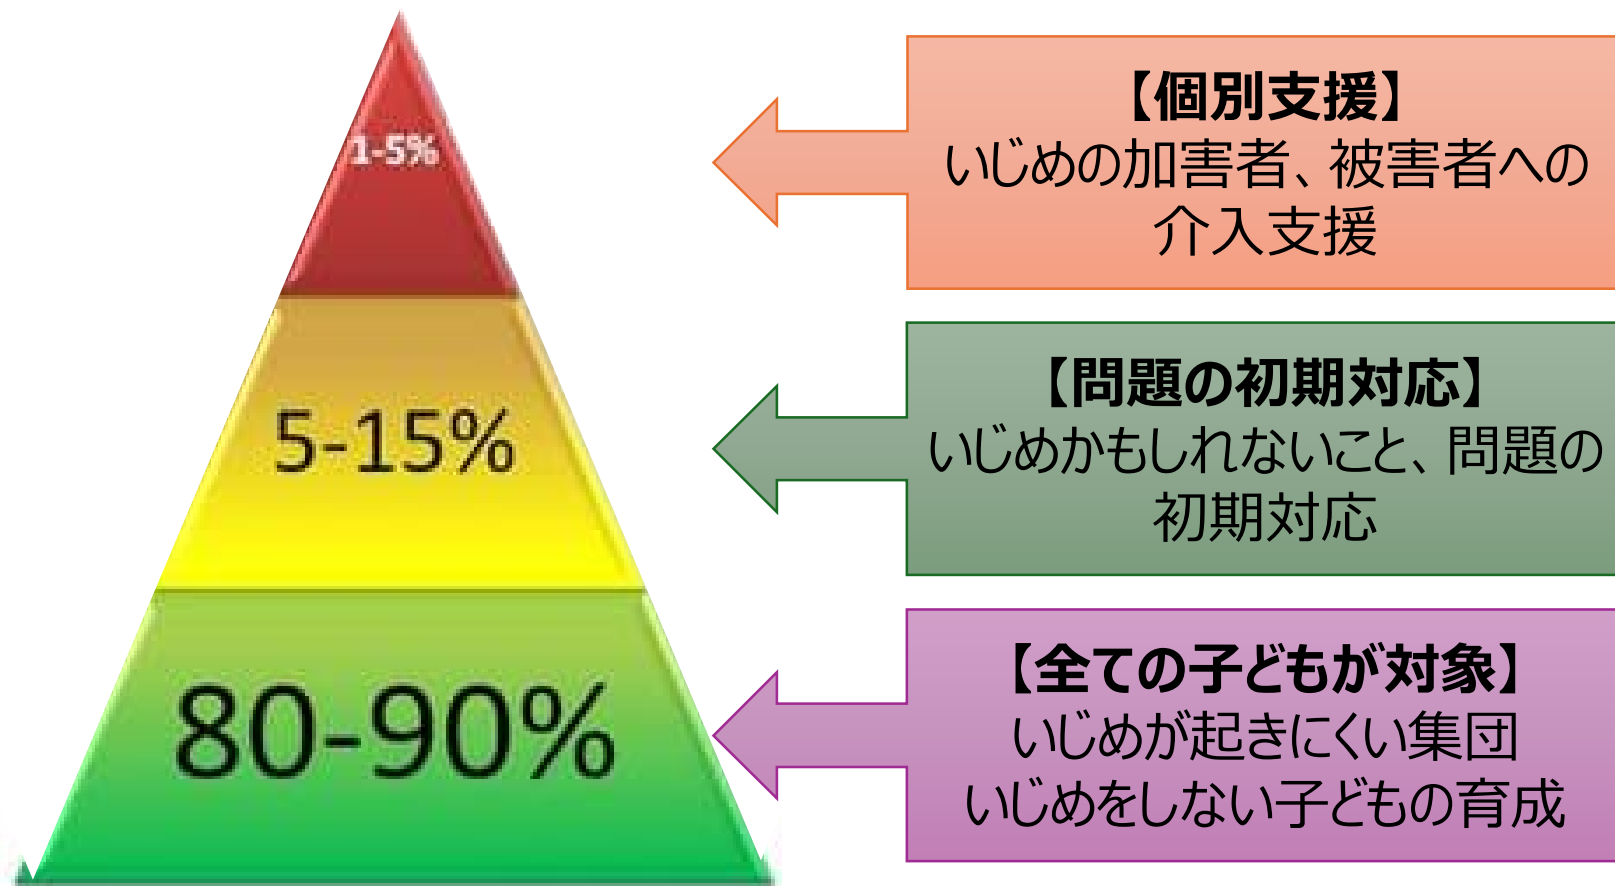 1-5%
【個別支援】
いじめの加害者、被害者への
介入支援
5-15%
【問題の初期対応】
いじめかもしれないこと、問題の
初期対応
80-90%
【全ての子どもが対象】
いじめが起きにくい集団
いじめをしない子どもの育成